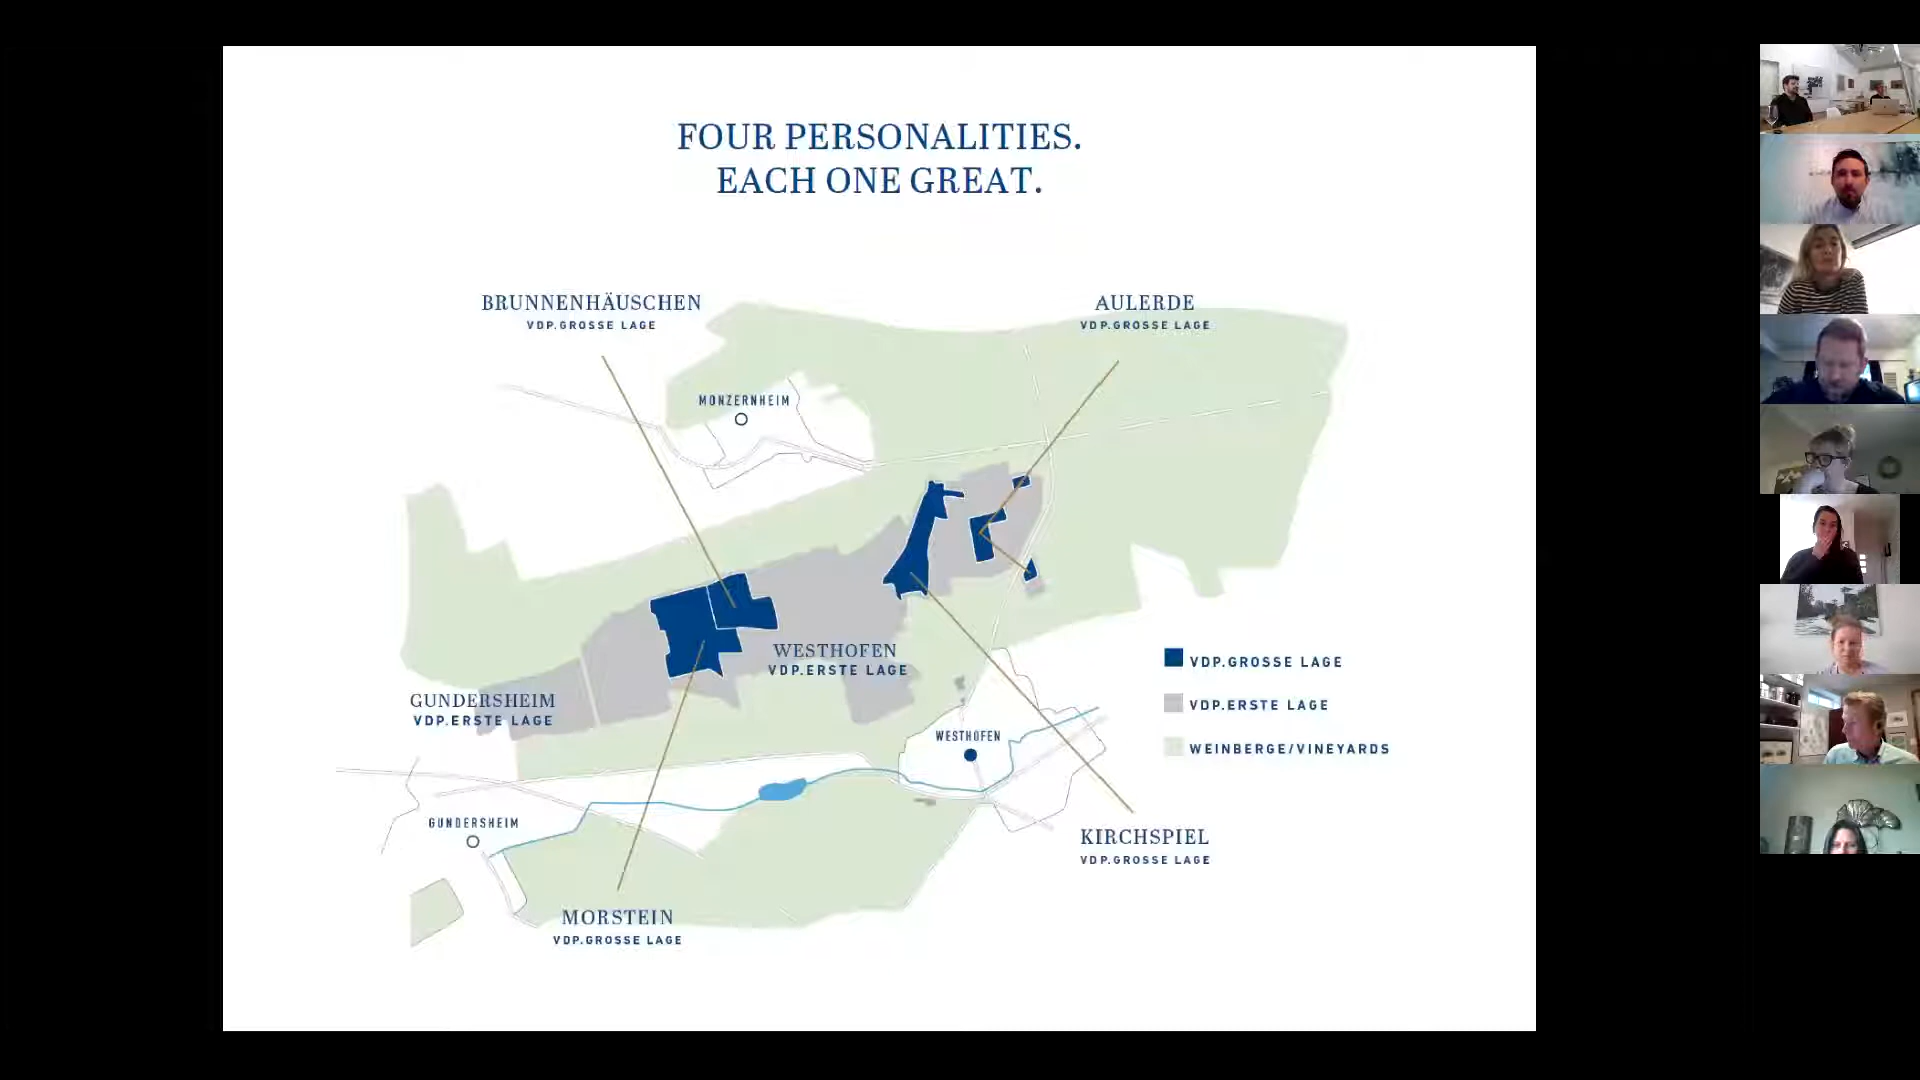 FOUR PERSONALITIES.
EACH ONE GREAT.
BRUNNENHÄUSCHEN
VDP.GROSSE LAGE
AULERDE
VDP.GROSSE LAGE
MONZERNHEIM
WESTHOFEN
VDP.ERSTE LAGE
GUNDERSHEIM
VDP.ERSTE LAGE
VDP.GROSSE LAGE
VDP.ERSTE LAGE
WEINBERGE/VINEYARDS
WESTHOFEN
GUNDERSHEIM
KIRCHSPIEL
VDP.GROSSE LAGE
MORSTEIN
VDP.GROSSE LAGE